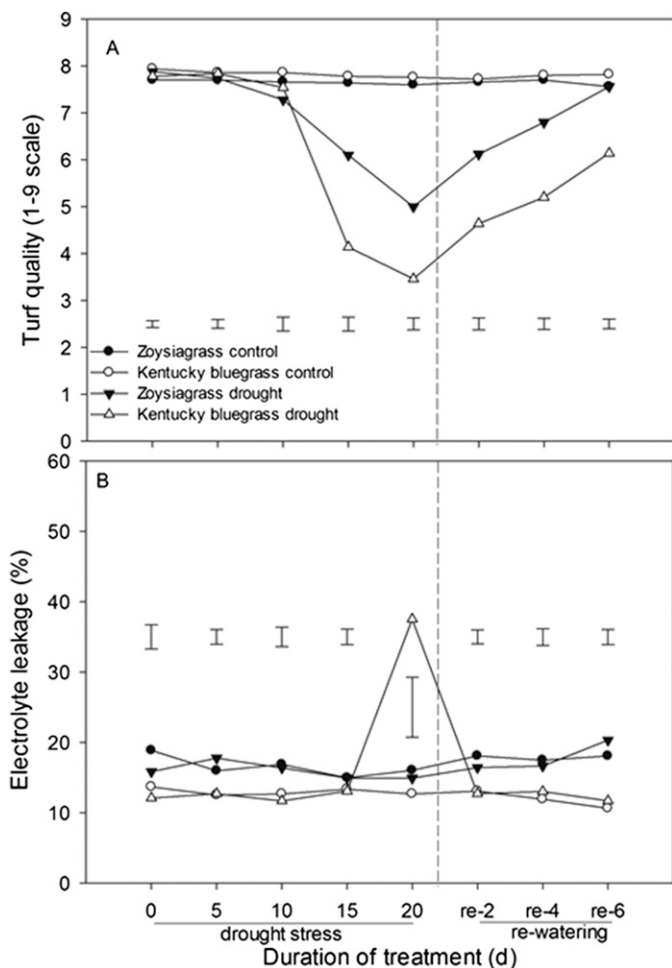 A
9
8
7
6
5
4
3
2
1
0
Turf quality (1-9 scale)
Zoysiagrass control
Kentucky bluegrass control
Zoysiagrass drought
Kentucky bluegrass drought
B
60
50
40
30
20
10
0
Electrolyte leakage (%)
0 5 10 15 20 re-2 re-4 re-6
drought stress re-watering
Duration of treatment (d)